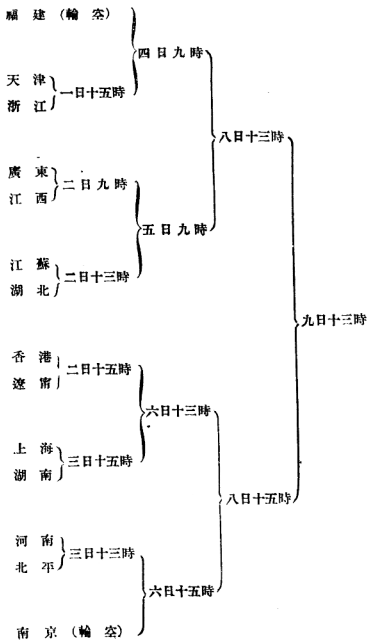 福建（輪空）
四日九時
天津
一日十五時
浙江
八日十三時
廣東
二日九時
江西
五日九時
江蘇
二日十三時
湖北
九日十三時
香港
二日十五時
遼甯
六日十三時
上海
三日十五時
湖南
八日十五時
河南
三日十三時
北平
六日十五時
南京（輪空）